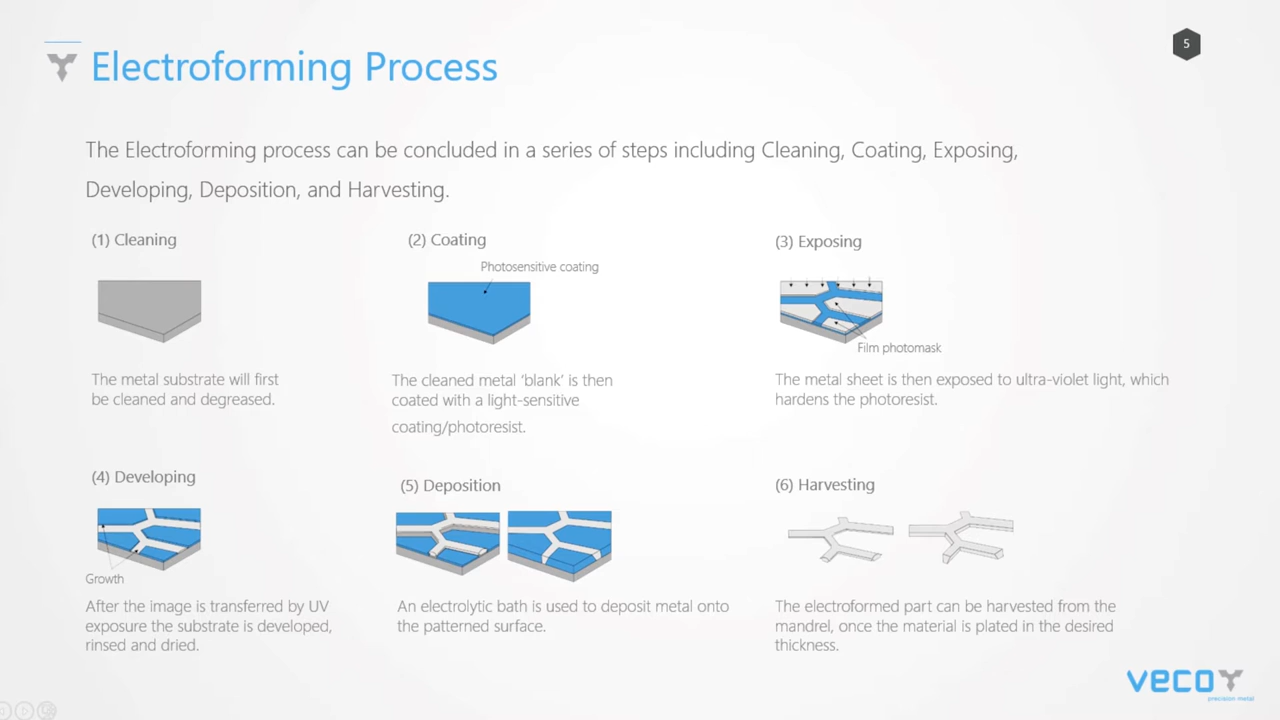 5
Electroforming Process
The Electroforming process can be concluded in a series of steps including Cleaning, Coating, Exposing,
Developing, Deposition, and Harvesting.
(1) Cleaning
The metal substrate will first
be cleaned and degreased.
(2) Coating
Photosensitive coating
The cleaned metal ‘blank’ is then
coated with a light-sensitive
coating/photoresist.
(3) Exposing
Film photomask
The metal sheet is then exposed to ultra-violet light, which
hardens the photoresist.
(4) Developing
Growth
After the image is transferred by UV
exposure the substrate is developed,
rinsed and dried.
(5) Deposition
An electrolytic bath is used to deposit metal onto
the patterned surface.
(6) Harvesting
The electroformed part can be harvested from the
mandrel, once the material is plated in the desired
thickness.
veco
precision metal